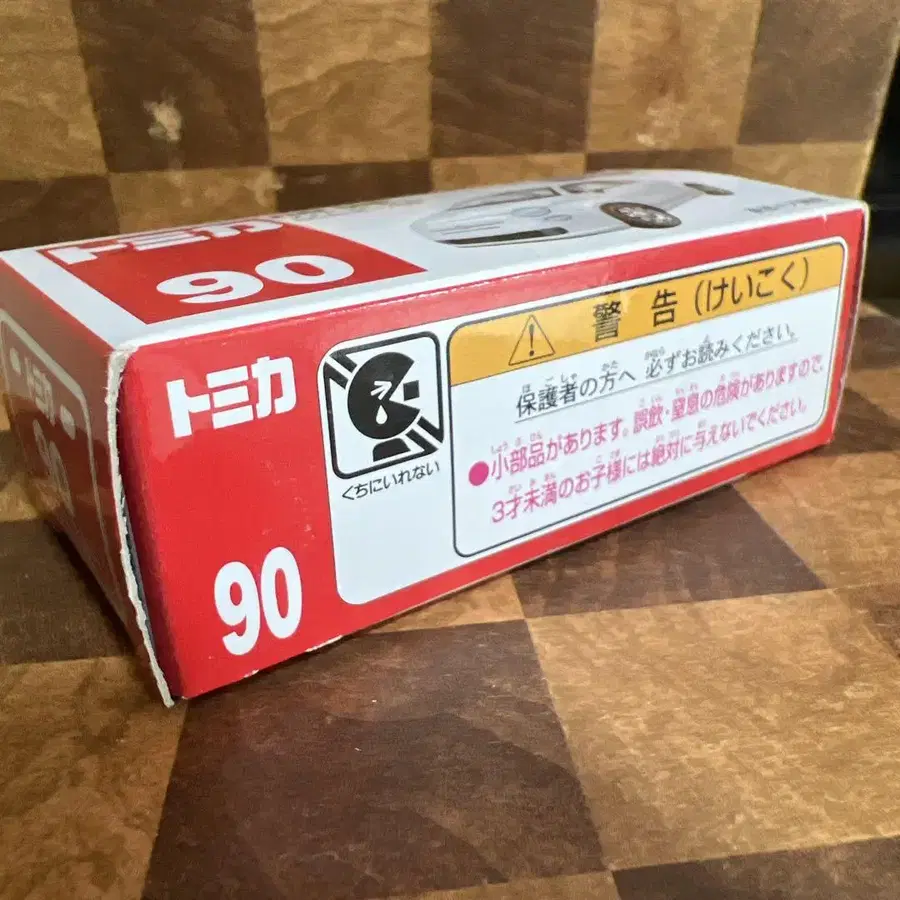 トミカ
90
トミカ
90
くちにいれない
警告(けいこく)
保護者の方へ 必ずお読みください。
●小部品があります。誤飲・窒息の危険がありますので、
3才未満のお子様には絶対に与えないでください。
トミカ
90